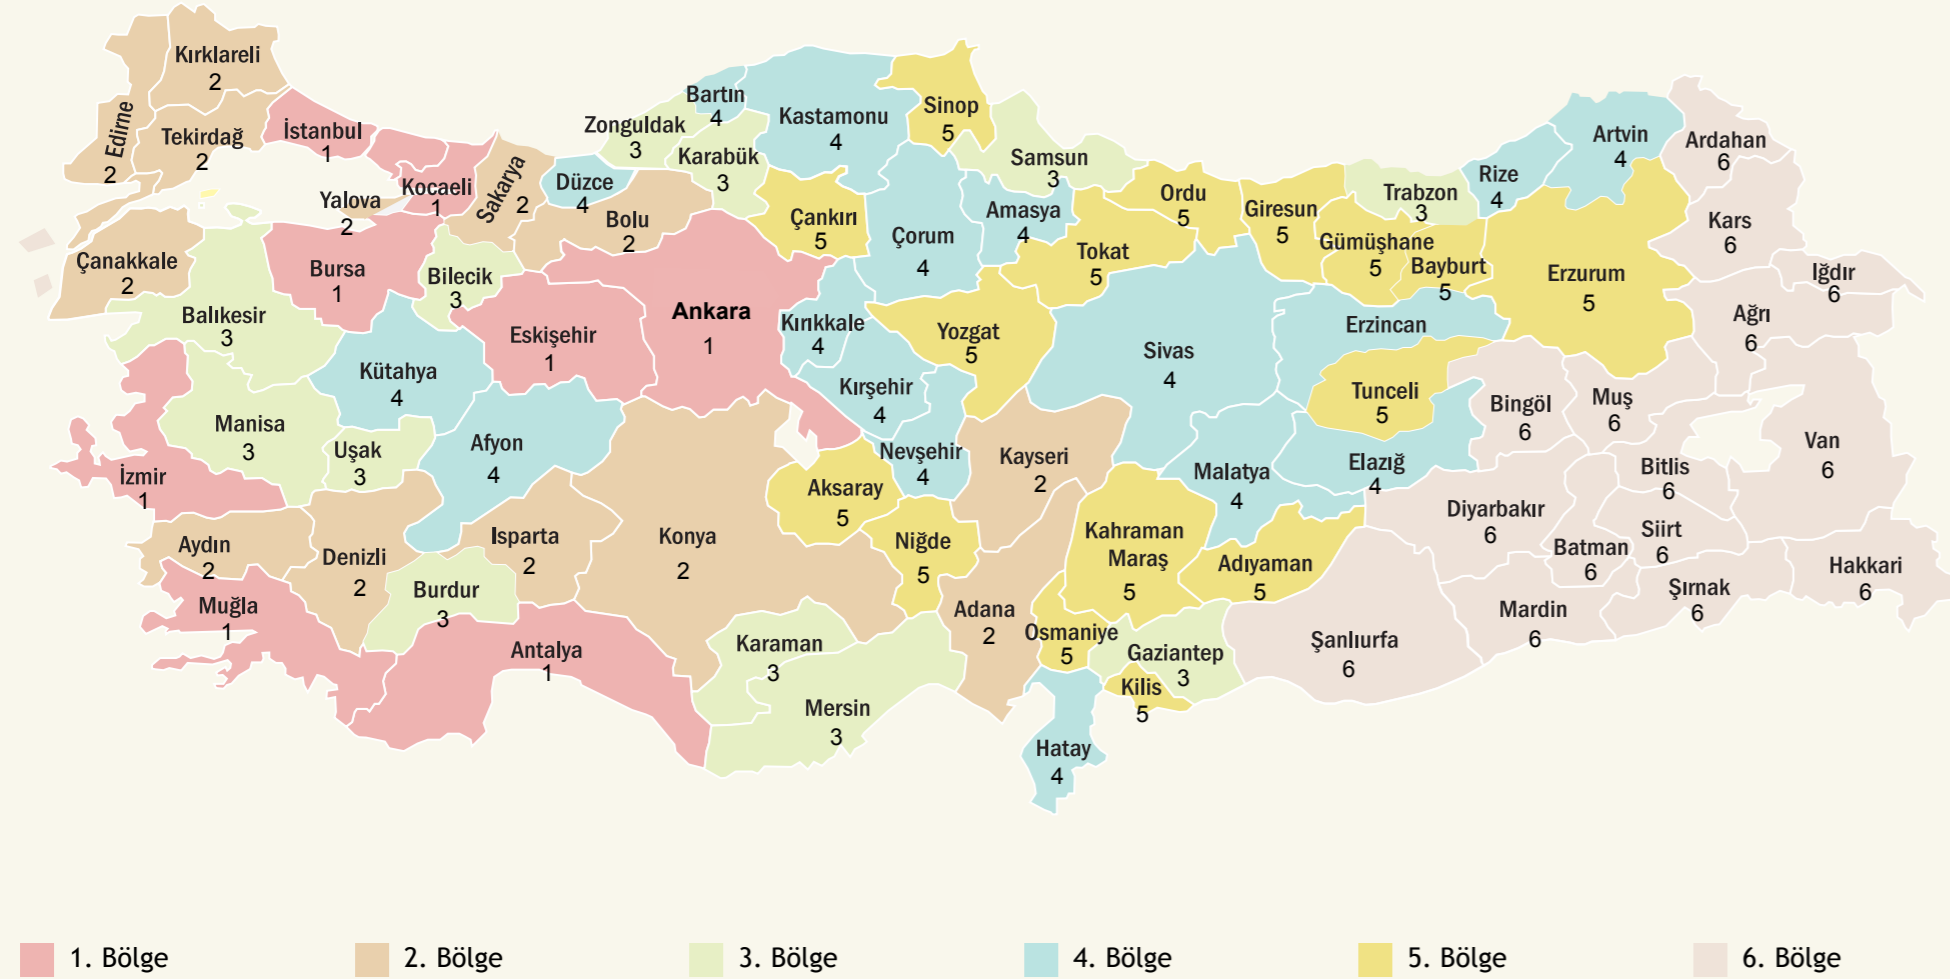 Kırklareli
2
Edirne
2
Tekirdağ
2
İstanbul
1
Yalova
2
Kocaeli
1
Sakarya
2
Düzce
4
Bolu
2
Zonguldak
3
Bartın
4
Karabük
3
Kastamonu
4
Sinop
5
Çankırı
5
Samsun
3
Amasya
4
Çorum
4
Tokat
5
Ordu
5
Giresun
5
Trabzon
3
Gümüşhane
5
Bayburt
5
Rize
4
Artvin
4
Ardahan
6
Kars
6
Iğdır
6
Ağrı
6
Erzurum
5
Erzincan
Çanakkale
2
Balıkesir
3
Bursa
1
Bilecik
3
Eskişehir
1
Ankara
1
Kırıkkale
4
Yozgat
5
Sivas
4
Tunceli
5
Bingöl
6
Muş
6
Van
6
Bitlis
6
Kütahya
4
Manisa
3
Uşak
3
Afyon
4
Kırşehir
4
Nevşehir
4
Kayseri
2
Malatya
4
Elazığ
4
Diyarbakır
6
Siirt
6
Batman
6
Şırnak
6
Hakkari
6
Mardin
6
Şanlıurfa
6
İzmir
1
Aydın
2
Denizli
2
Muğla
1
Burdur
3
Isparta
2
Antalya
1
Konya
2
Aksaray
5
Niğde
5
Karaman
3
Mersin
3
Adana
2
Kahraman
Maraş
5
Adıyaman
5
Osmaniye
5
Gaziantep
3
Kilis
5
Hatay
4
1. Bölge
2. Bölge
3. Bölge
4. Bölge
5. Bölge
6. Bölge